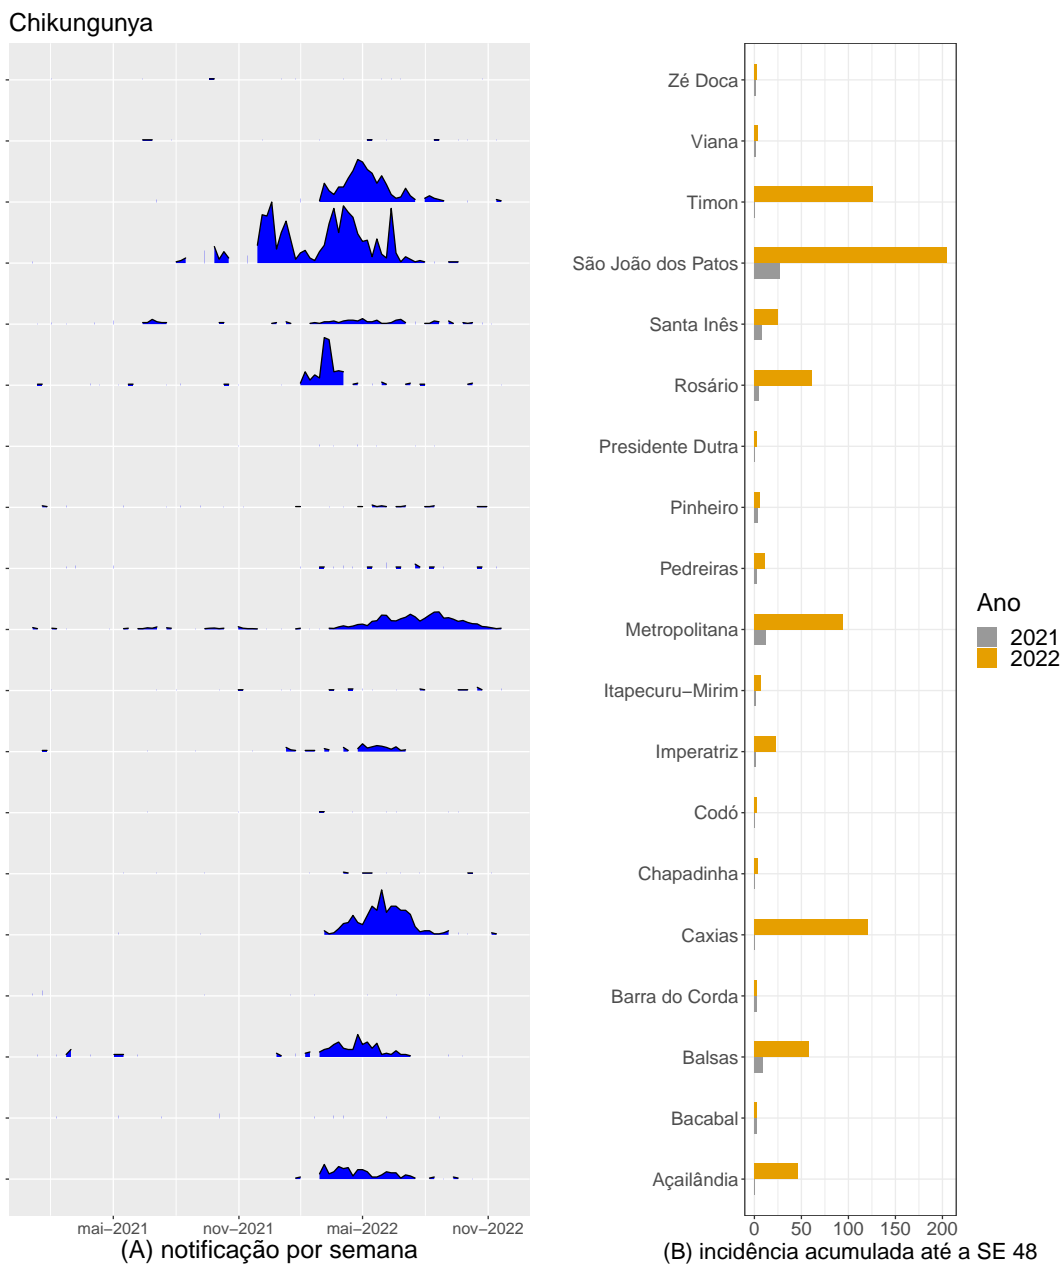 Chikungunya
Zé Doca
Viana
Timon
São João dos Patos
Santa Inês
Rosário
Presidente Dutra
Pinheiro
Pedreiras
Metropolitana
Itapecuru−Mirim
Imperatriz
Codó
Chapadinha
Caxias
Barra do Corda
Balsas
Bacabal
Açailândia
Ano
2021
2022
mai−2021 nov−2021 mai−2022 nov−2022
0 50 100 150 200
(A) notificação por semana
(B) incidência acumulada até a SE 48